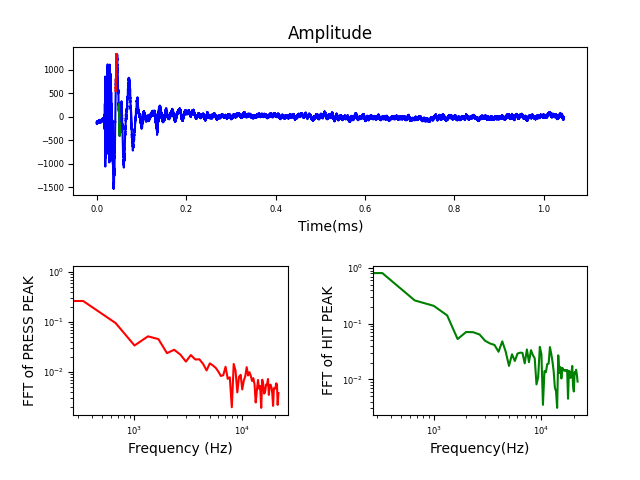 Amplitude
1000
500
0
−500
−1000
−1500
0.0 0.2 0.4 0.6 0.8 1.0
Time(ms)
FFT of PRESS PEAK
10⁰
10⁻¹
10⁻²
10³ 10⁴
Frequency (Hz)
FFT of HIT PEAK
10⁰
10⁻¹
10⁻²
10³ 10⁴
Frequency(Hz)